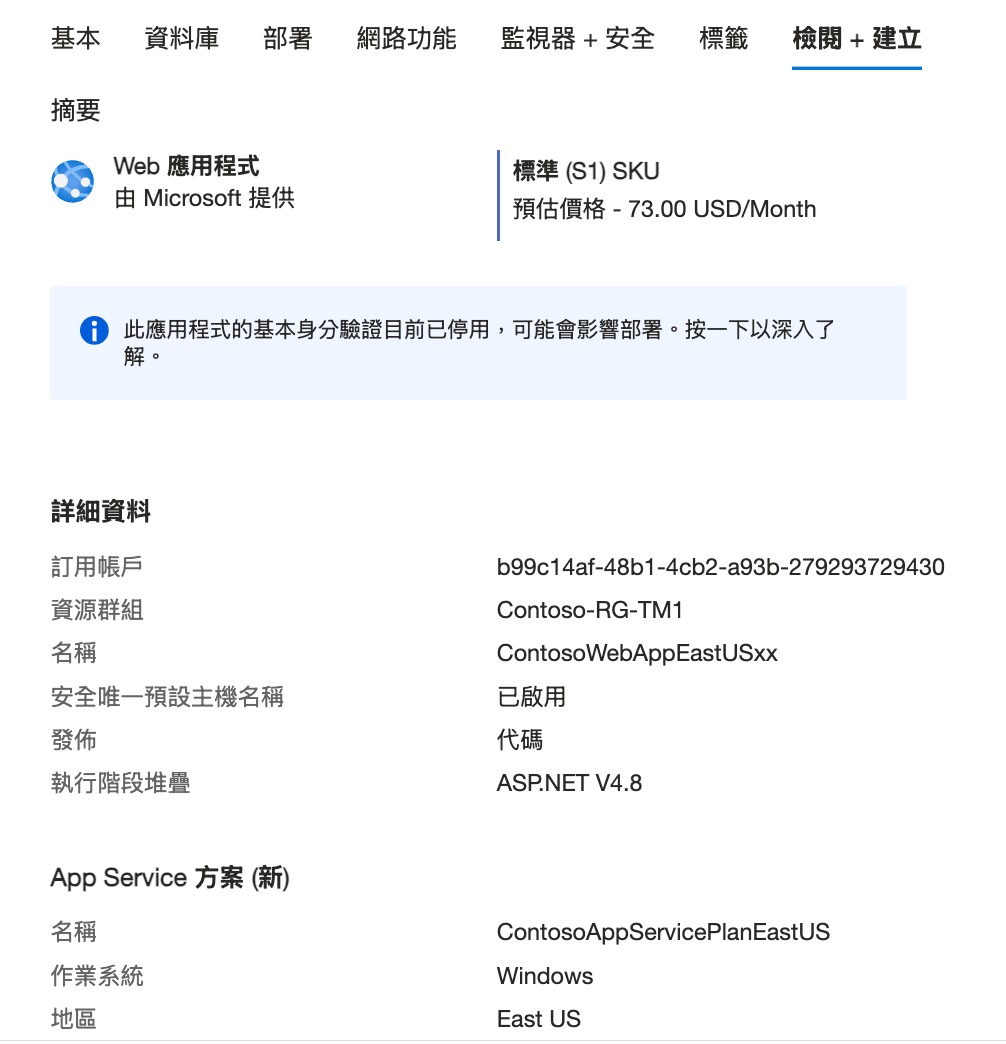 基本 資料庫 部署 網路功能 監視器 + 安全 標籤 檢閱 + 建立
摘要
Web 應用程式
由 Microsoft 提供
標準 (S1) SKU
預估價格 - 73.00 USD/Month
此應用程式的基本身分驗證目前已停用，可能會影響部署。按一下以深入了
解。
詳細資料
訂用帳戶 b99c14af-48b1-4cb2-a93b-279293729430
資源群組 Contoso-RG-TM1
名稱 ContosoWebAppEastUSxx
安全唯一預設主機名稱 已啟用
發佈 代碼
執行階段堆疊 ASP.NET V4.8
App Service 方案 (新)
名稱 ContosoAppServicePlanEastUS
作業系統 Windows
地區 East US